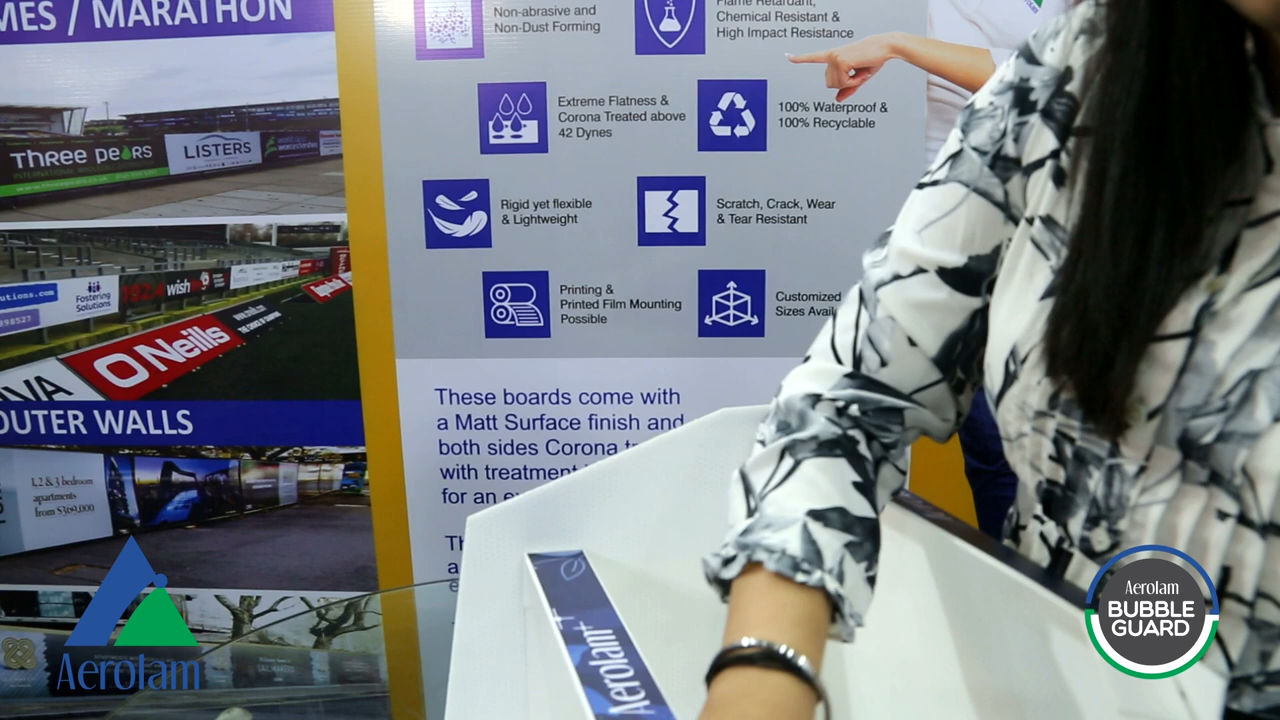 MES / MARATHON
Three pears
LISTERS
Fostering
Solutions
wish
O'Neills
OUTER WALLS
1, 2 & 3 bedroom
apartments
from $369,000
Non-abrasive and
Non-Dust Forming
Flame Retardant,
Chemical Resistant &
High Impact Resistance
Extreme Flatness &
Corona Treated above
42 Dynes
100% Waterproof &
100% Recyclable
Rigid yet flexible
& Lightweight
Scratch, Crack, Wear
& Tear Resistant
Printing &
Printed Film Mounting
Possible
Customized
Sizes Avail
These boards come with
a Matt Surface finish and
both sides Corona
with treatment
for an
Aerolam+
Aerolam
Aerolam
BUBBLE
GUARD